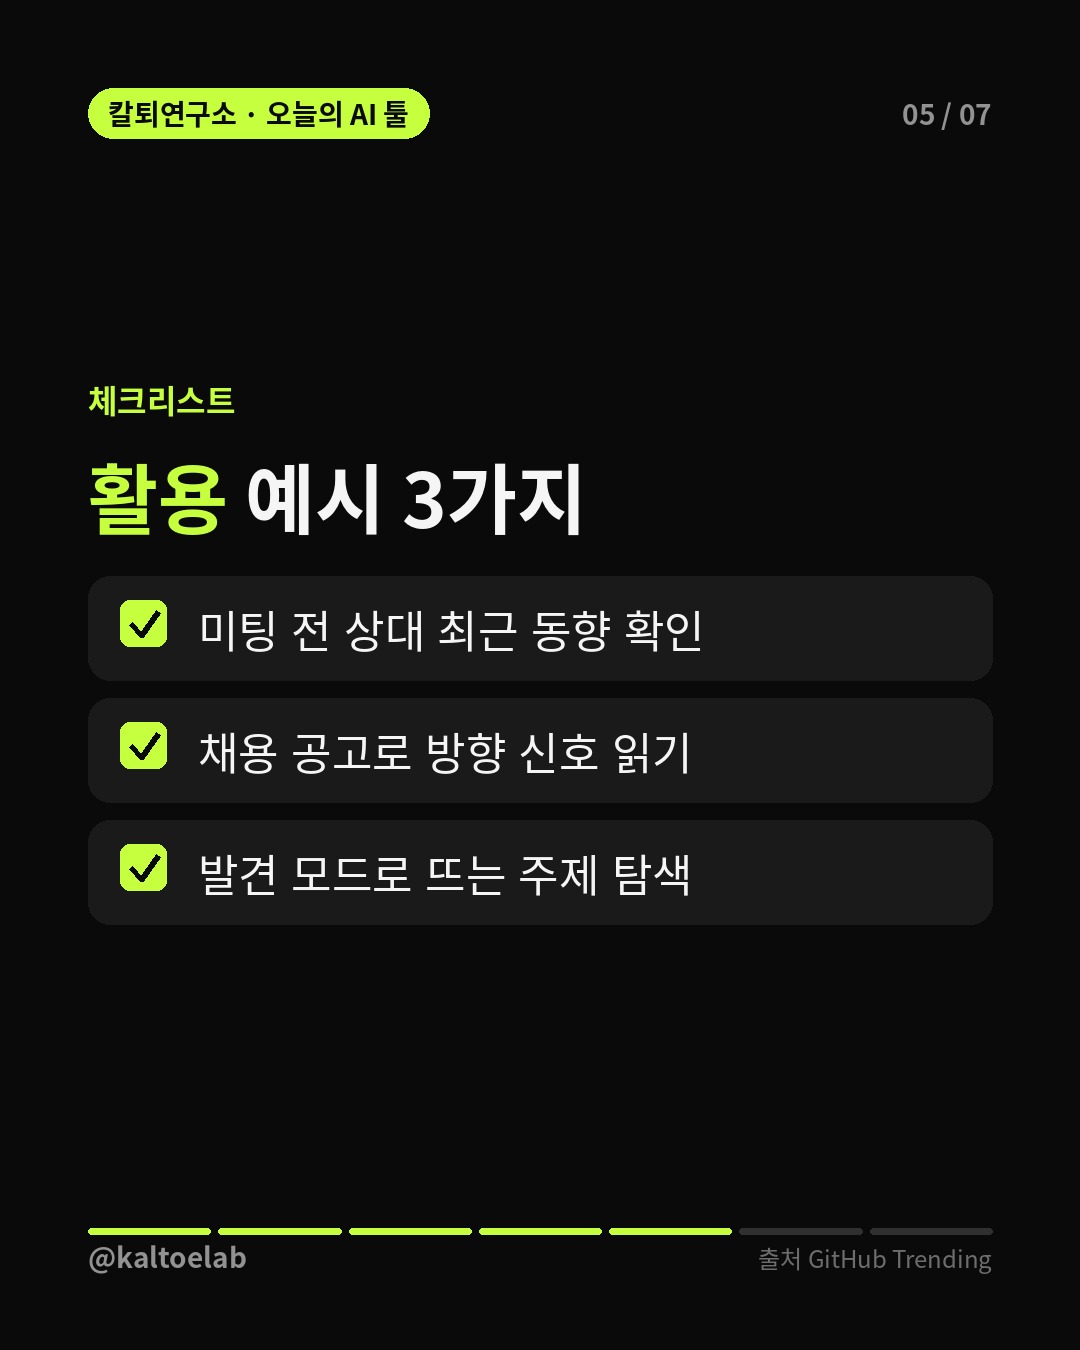 칼퇴연구소 · 오늘의 AI 툴
05 / 07
체크리스트
활용 예시 3가지
미팅 전 상대 최근 동향 확인
채용 공고로 방향 신호 읽기
발견 모드로 뜨는 주제 탐색
@kaltoelab
출처 GitHub Trending